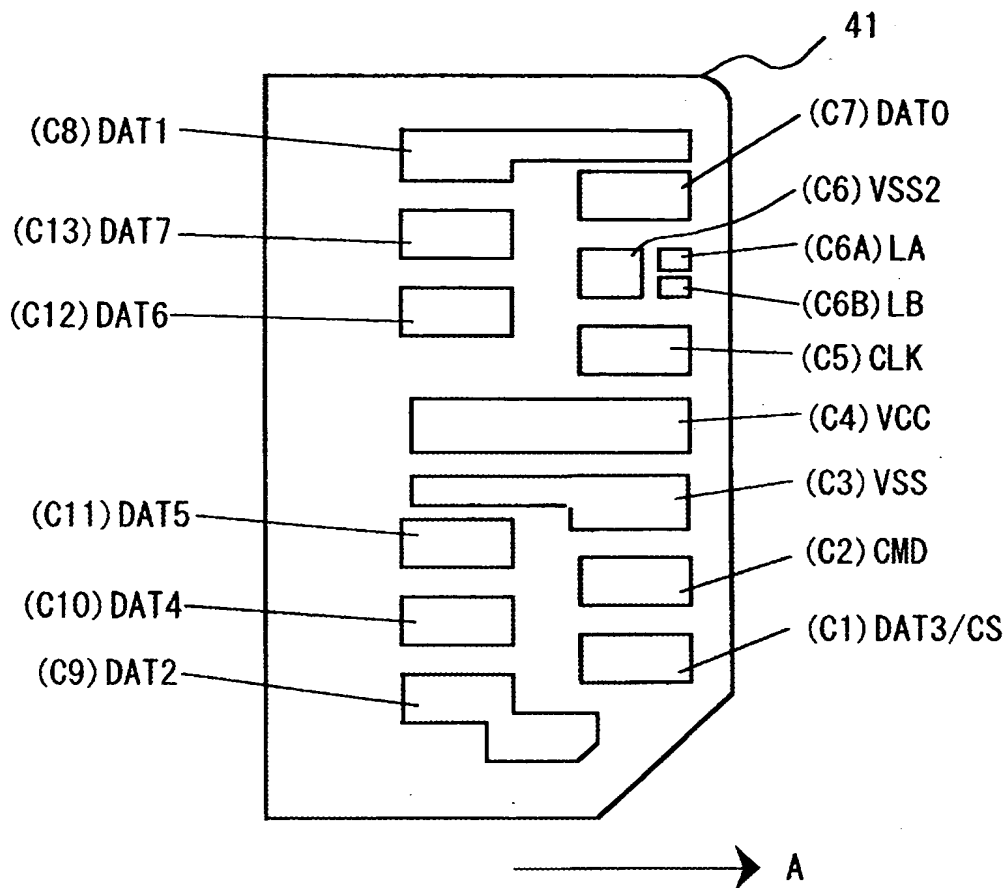 41
(C8) DAT1
(C7) DAT0
(C6) VSS2
(C13) DAT7
(C6A) LA
(C12) DAT6
(C6B) LB
(C5) CLK
(C4) VCC
(C3) VSS
(C11) DAT5
(C2) CMD
(C10) DAT4
(C1) DAT3/CS
(C9) DAT2
A